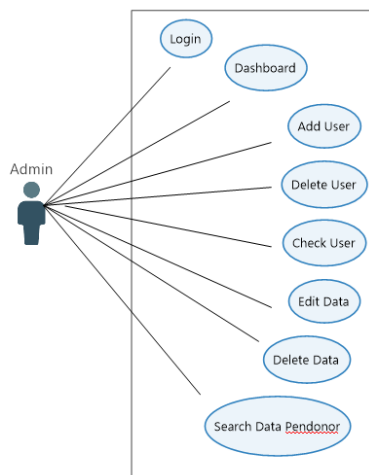 Login
Dashboard
Add User
Admin
Delete User
Check User
Edit Data
Delete Data
Search Data Pendonor